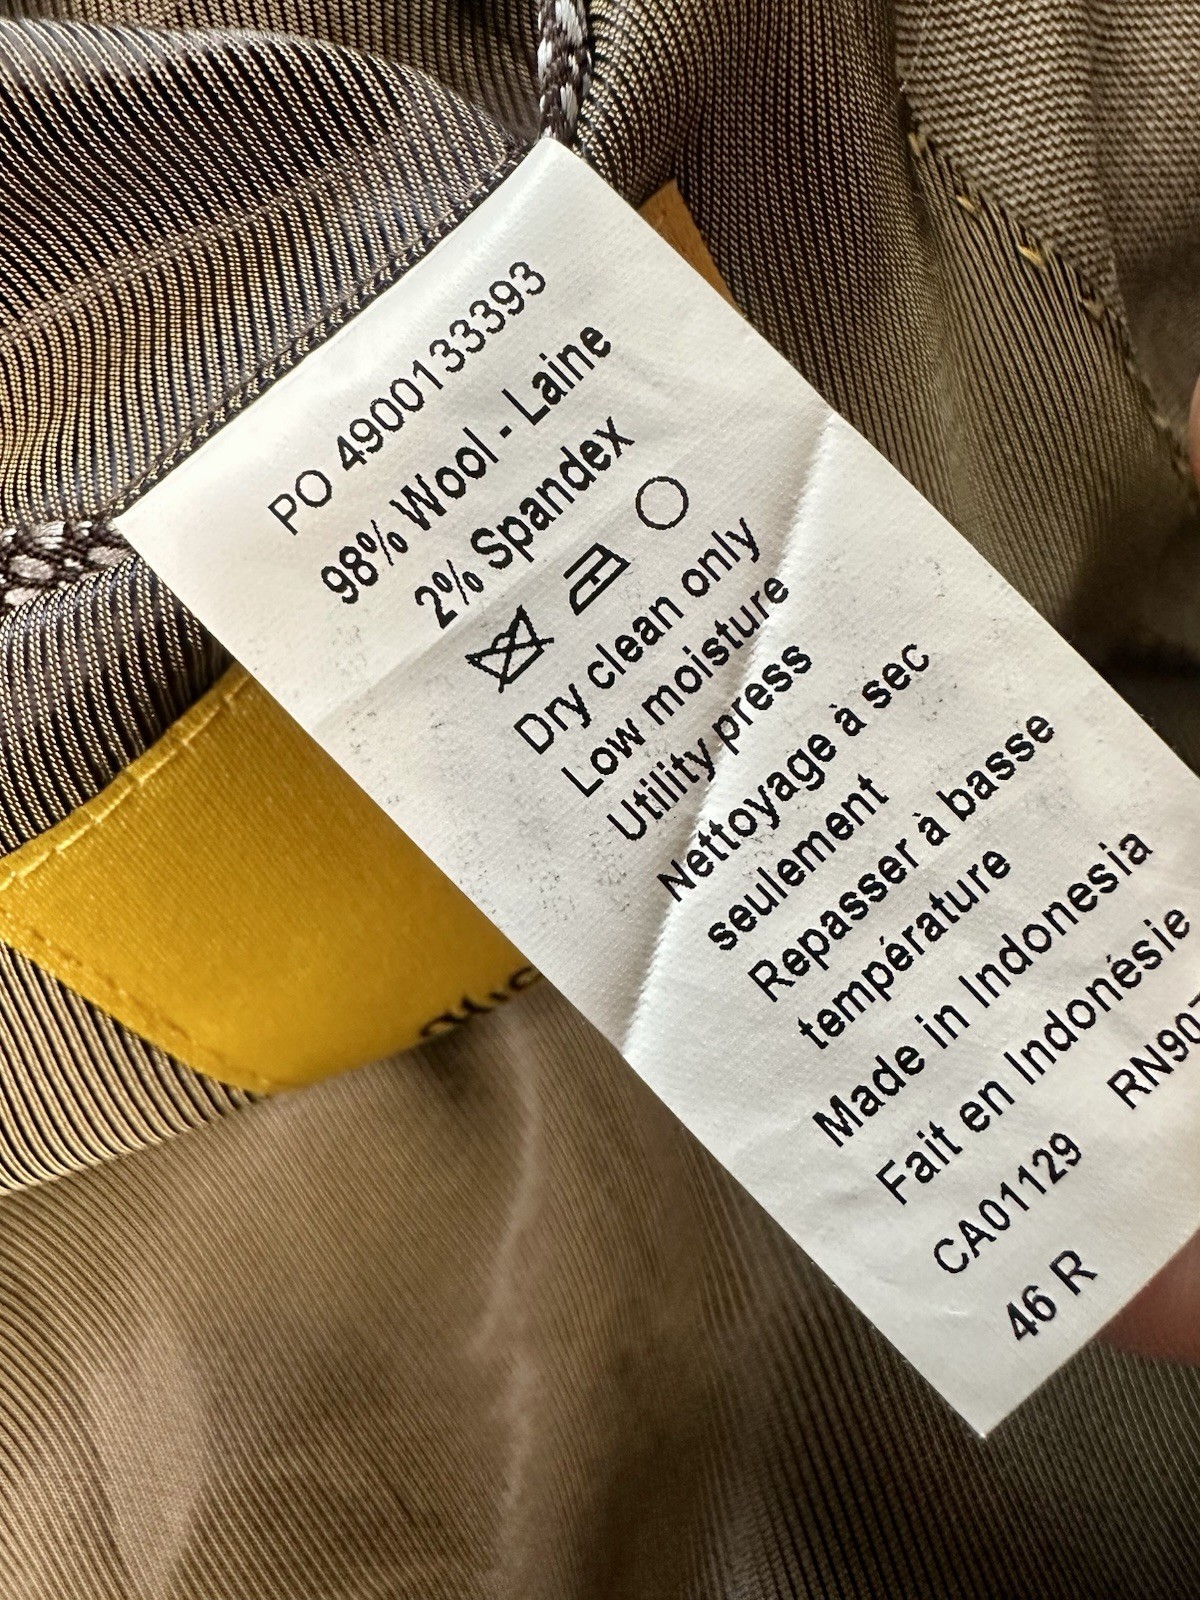 PO 4900133393
98% Wool - Laine
2% Spandex
Dry clean only
Low moisture
Utility press
Nettoyage à sec
seulement
Repasser à basse
température
Made in Indonesia
Fait en Indonésie
CA01129
46 R